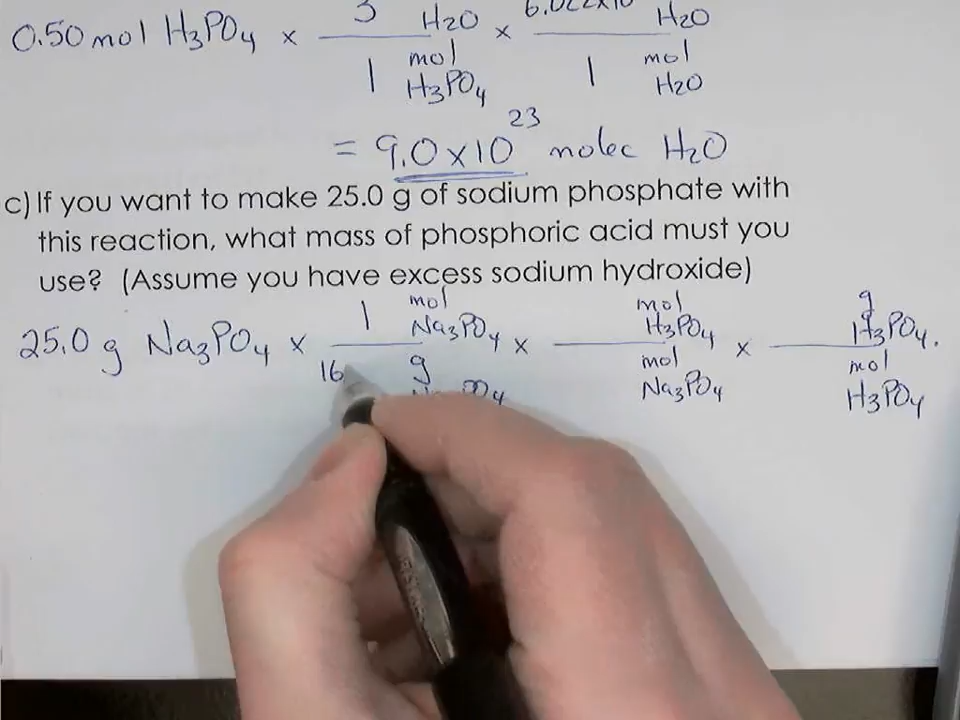 3 H2O 6.022x10 H2O
0.50 mol H3PO4 × ——— × ———
1 mol H3PO4 1 mol H2O
= 9.0 x 10^23 molec H2O
c) If you want to make 25.0 g of sodium phosphate with
this reaction, what mass of phosphoric acid must you
use? (Assume you have excess sodium hydroxide)
1 mol Na3PO4 mol H3PO4 g H3PO4.
25.0 g Na3PO4 × ——— × ——— × ———
16 g mol Na3PO4 mol H3PO4